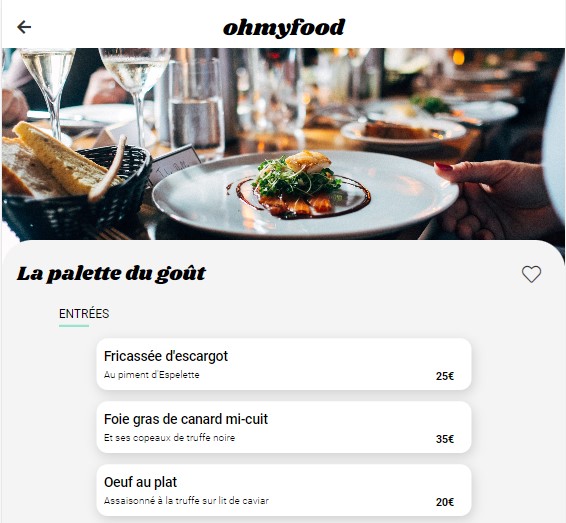 ohmyfood
La palette du goût
ENTRÉES
Fricassée d'escargot
Au piment d'Espelette
25€
Foie gras de canard mi-cuit
Et ses copeaux de truffe noire
35€
Oeuf au plat
Assaisonné à la truffe sur lit de caviar
20€